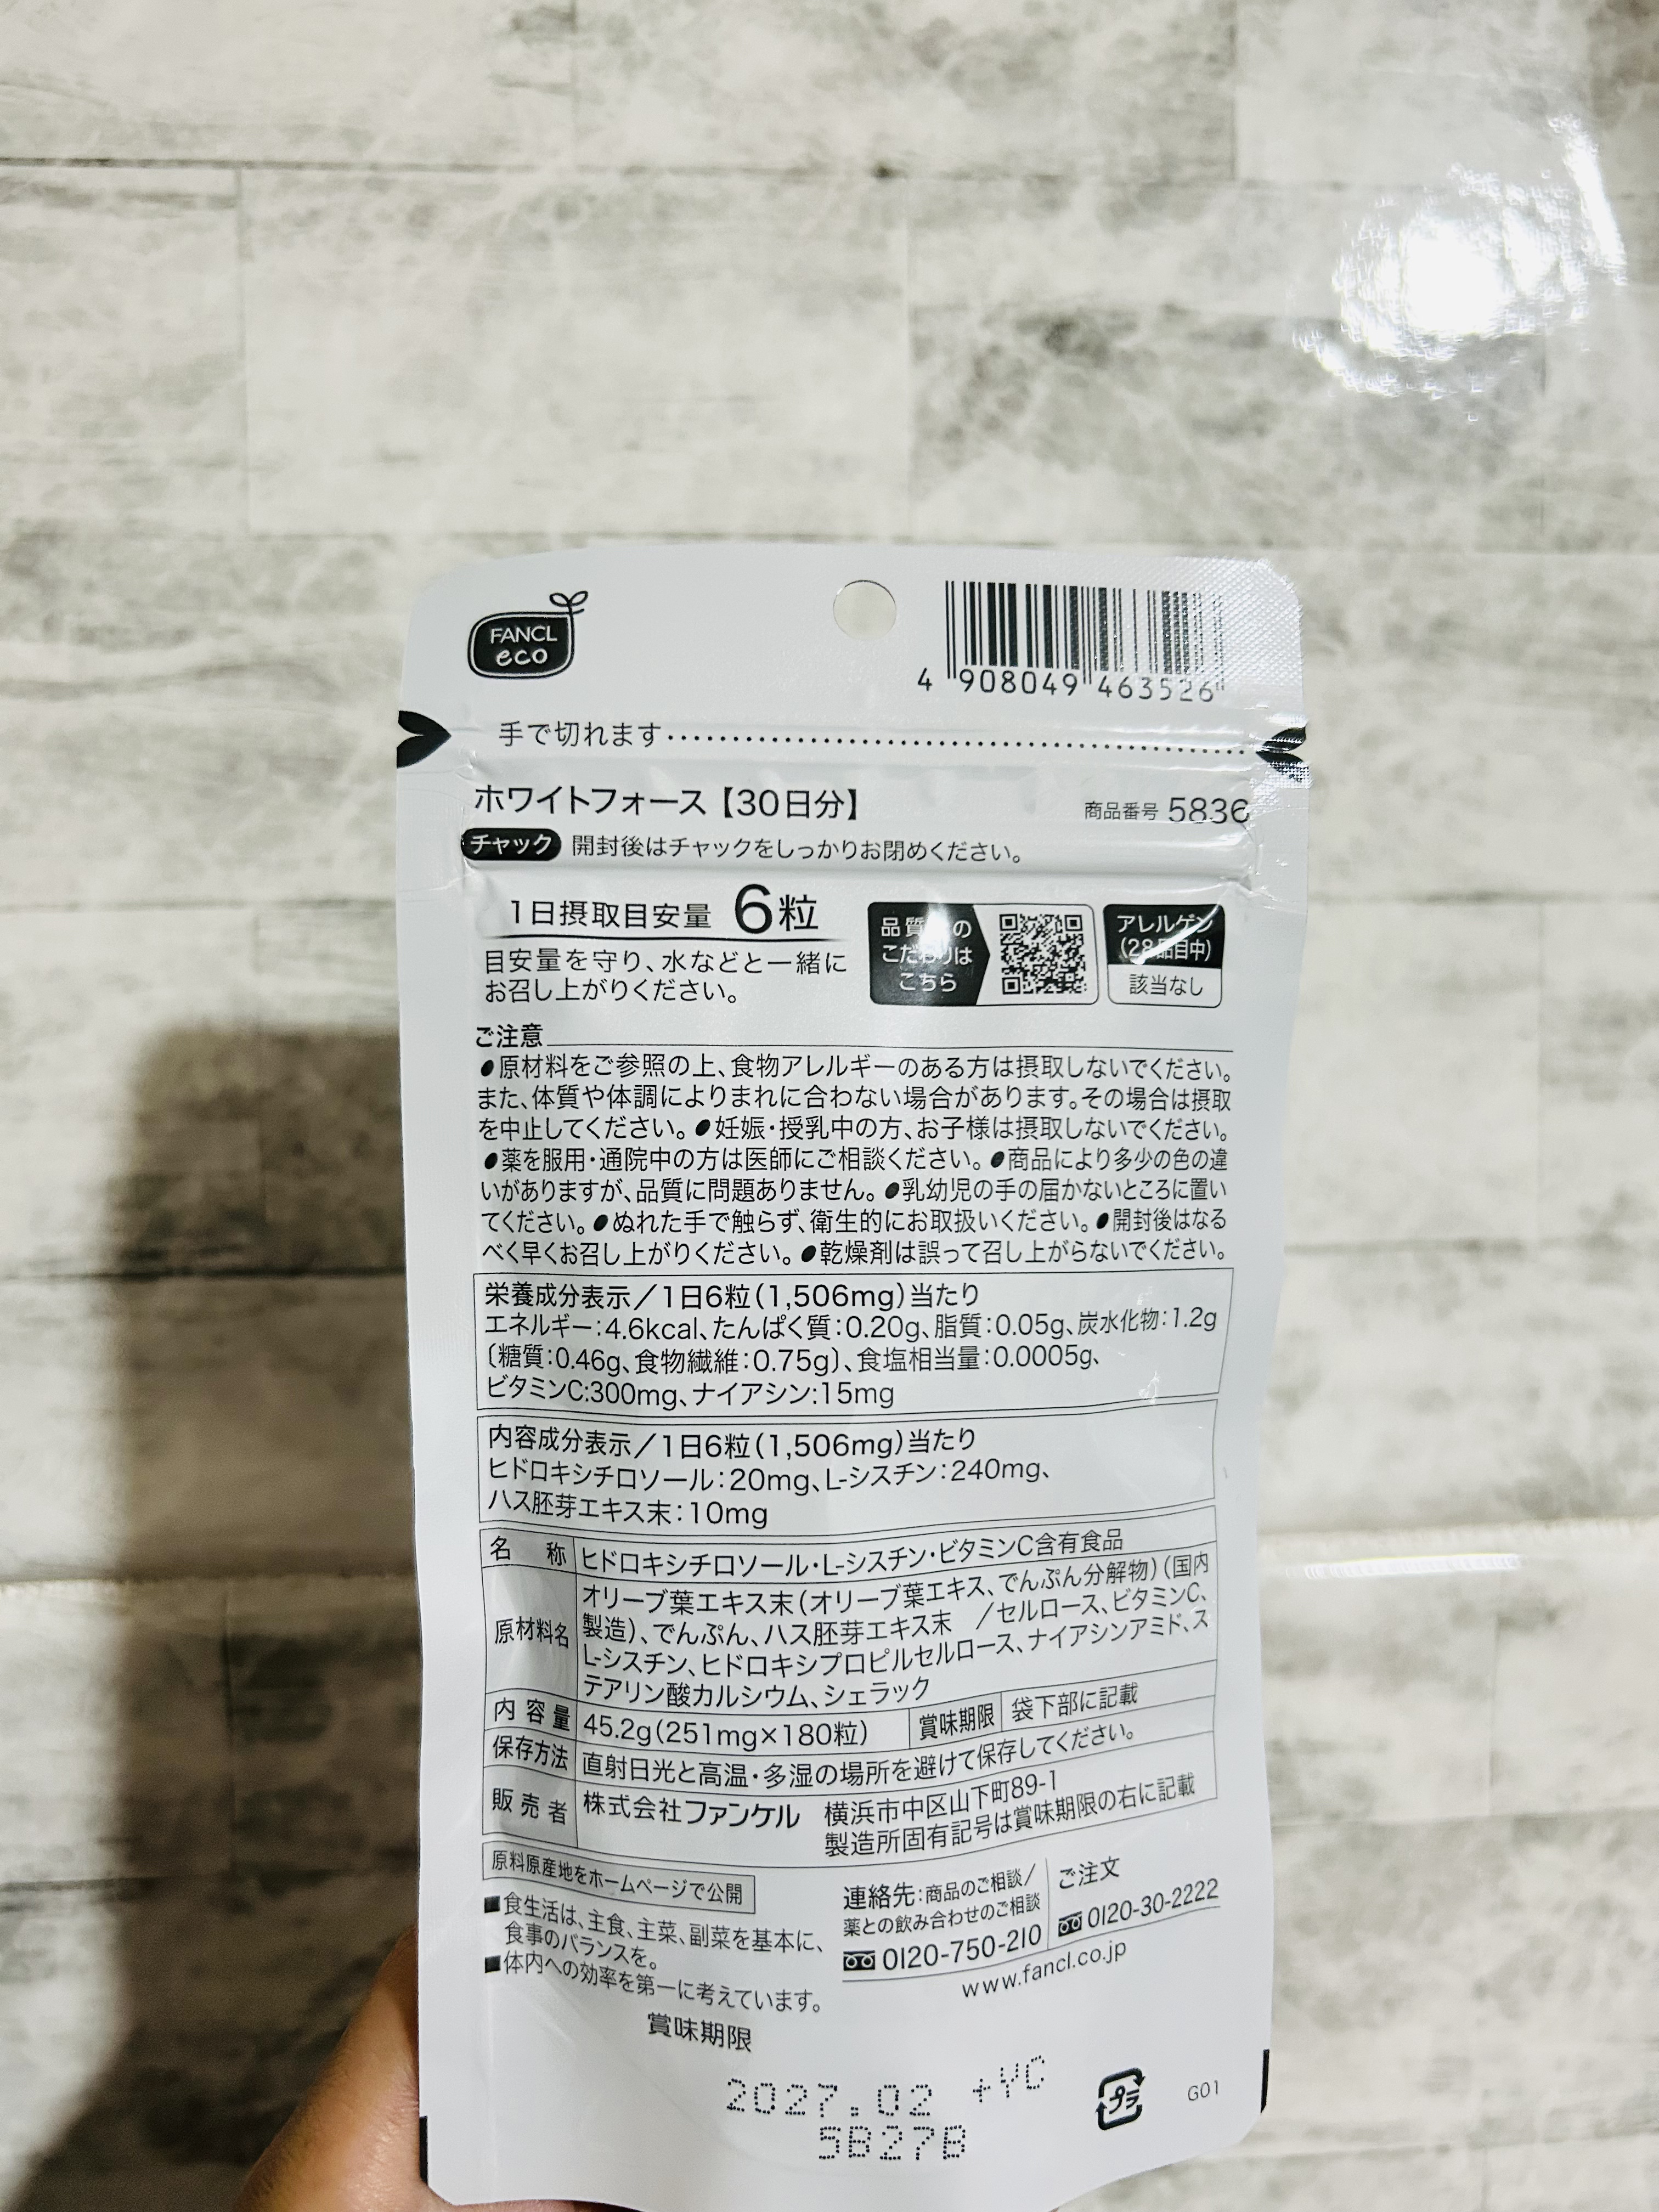 FANCL
eco
4 908049 463526
手で切れます
ホワイトフォース【30日分】
商品番号 5836
チャック 開封後はチャックをしっかりお閉めください。
1日摂取目安量 6粒
目安量を守り、水などと一緒に
お召し上がりください。
品質 の
こだわりは
こちら
アレルゲン
(28品目中)
該当なし
ご注意
●原材料をご参照の上、食物アレルギーのある方は摂取しないでください。
また、体質や体調によりまれに合わない場合があります。その場合は摂取
を中止してください。●妊娠・授乳中の方、お子様は摂取しないでください。
●薬を服用・通院中の方は医師にご相談ください。●商品により多少の色の違
いがありますが、品質に問題ありません。●乳幼児の手の届かないところに置い
てください。●ぬれた手で触らず、衛生的にお取扱いください。●開封後はなる
べく早くお召し上がりください。●乾燥剤は誤って召し上がらないでください。
栄養成分表示/1日6粒(1,506mg)当たり
エネルギー:4.6kcal、たんぱく質:0.20g、脂質:0.05g、炭水化物:1.2g
〔糖質:0.46g、食物繊維:0.75g〕、食塩相当量:0.0005g、
ビタミンC:300mg、ナイアシン:15mg
内容成分表示/1日6粒(1,506mg)当たり
ヒドロキシチロソール:20mg、L-シスチン:240mg、
ハス胚芽エキス末:10mg
名称 ヒドロキシチロソール・L-シスチン・ビタミンC含有食品
原材料名 オリーブ葉エキス末(オリーブ葉エキス、でんぷん分解物)(国内
製造)、でんぷん、ハス胚芽エキス末 /セルロース、ビタミンC、
L-シスチン、ヒドロキシプロピルセルロース、ナイアシンアミド、ス
テアリン酸カルシウム、シェラック
内容量 45.2g(251mg×180粒) 賞味期限 袋下部に記載
保存方法 直射日光と高温・多湿の場所を避けて保存してください。
販売者 株式会社ファンケル 横浜市中区山下町89-1
製造所固有記号は賞味期限の右に記載
原料原産地をホームページで公開
■食生活は、主食、主菜、副菜を基本に、
食事のバランスを。
■体内への効率を第一に考えています。
連絡先:商品のご相談/
薬との飲み合わせのご相談
0120-750-210
ご注文
0120-30-2222
www.fancl.co.jp
賞味期限
2027.02 +YC
5B27B
プラ
G01